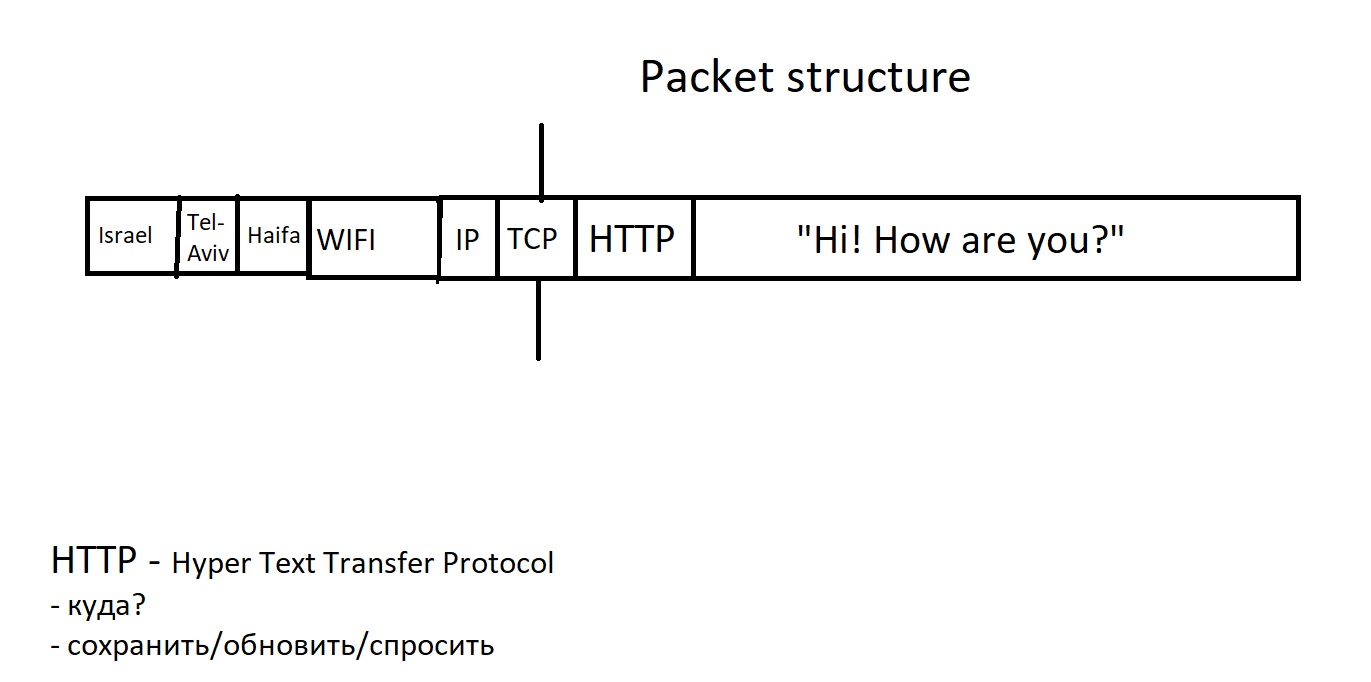 Packet structure
Israel
Tel-
Aviv
Haifa
WIFI
IP
TCP
HTTP
"Hi! How are you?"
HTTP - Hyper Text Transfer Protocol
- куда?
- сохранить/обновить/спросить